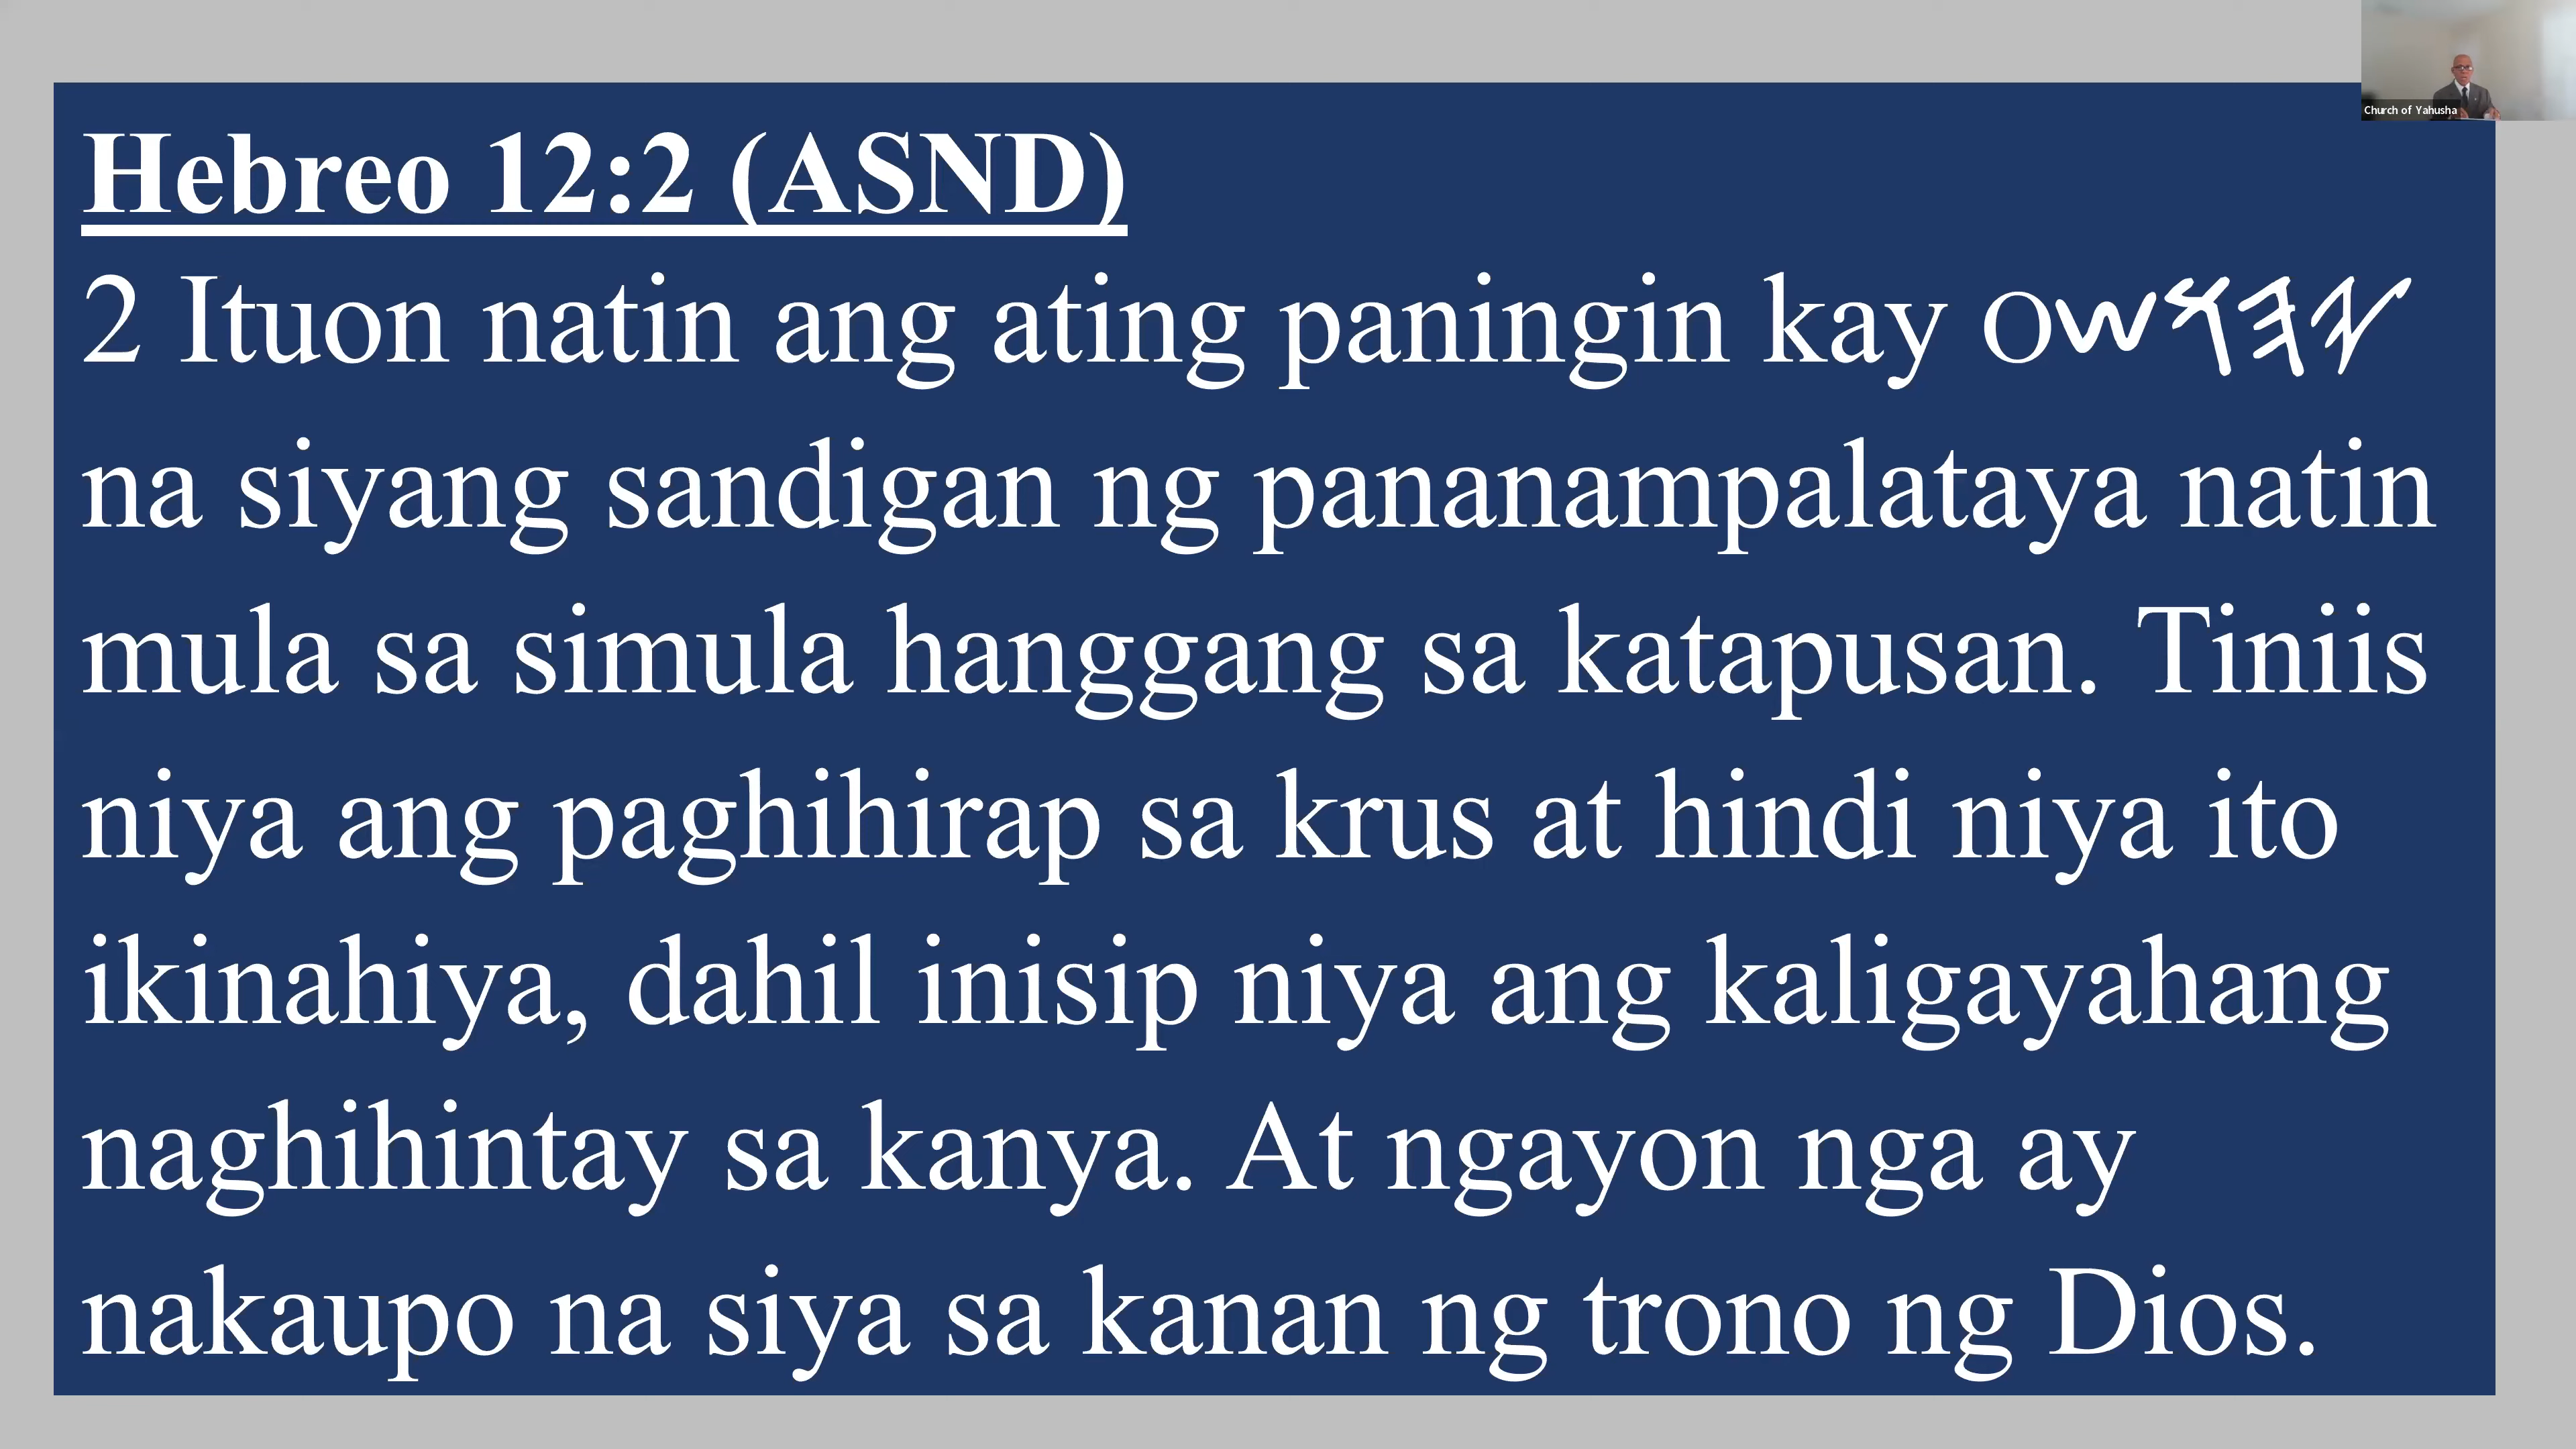 Church of Yahusha
Hebreo 12:2 (ASND)
2 Ituon natin ang ating paningin kay 𐤉𐤄𐤅𐤔𐤏
na siyang sandigan ng pananampalataya natin
mula sa simula hanggang sa katapusan. Tiniis
niya ang paghihirap sa krus at hindi niya ito
ikinahiya, dahil inisip niya ang kaligayahang
naghihintay sa kanya. At ngayon nga ay
nakaupo na siya sa kanan ng trono ng Dios.